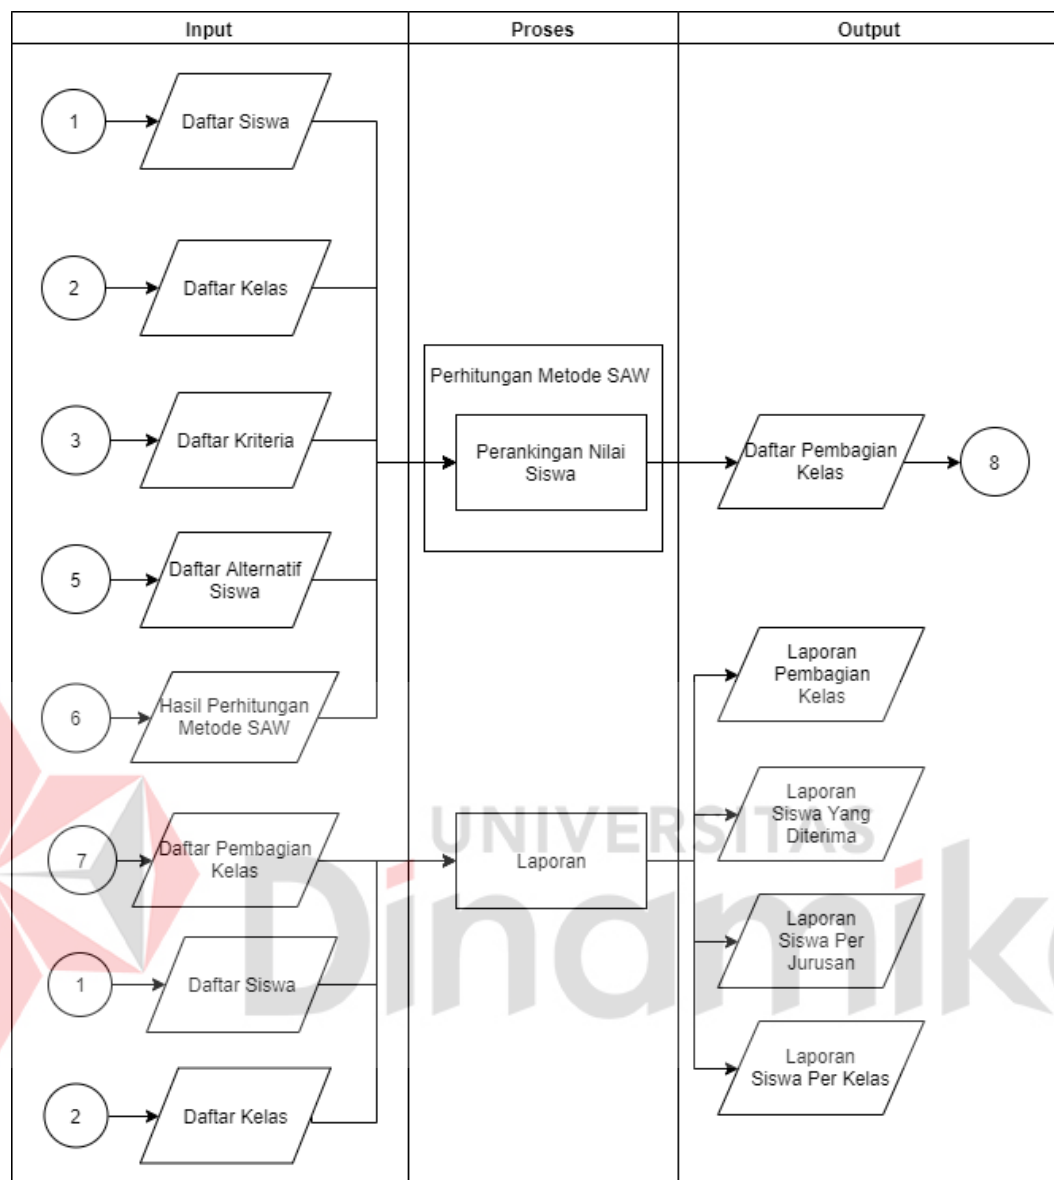 Input
Proses
Output
1
Daftar Siswa
2
Daftar Kelas
3
Daftar Kriteria
5
Daftar Alternatif
Siswa
6
Hasil Perhitungan
Metode SAW
7
Daftar Pembagian
Kelas
1
Daftar Siswa
2
Daftar Kelas
Perhitungan Metode SAW
Perankingan Nilai
Siswa
Laporan
Daftar Pembagian
Kelas
8
Laporan
Pembagian
Kelas
Laporan
Siswa Yang
Diterima
Laporan
Siswa Per
Jurusan
Laporan
Siswa Per Kelas
UNIVERSITAS
Dinamika